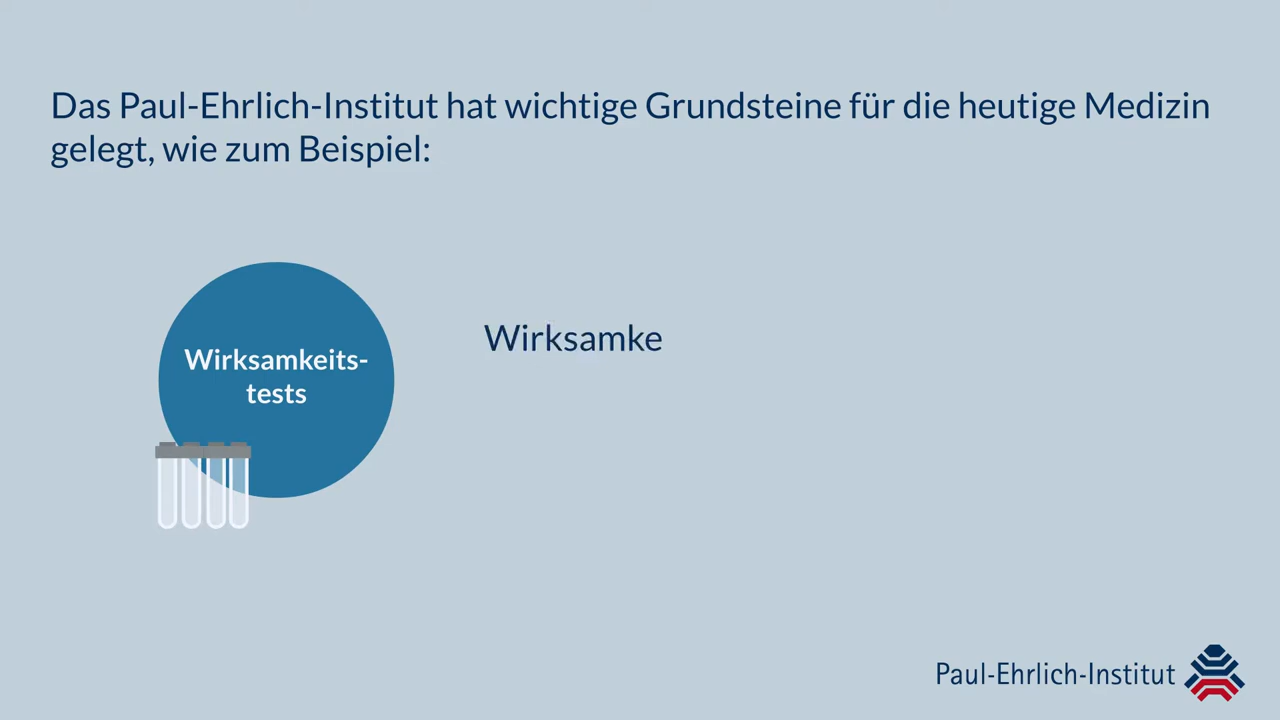 Das Paul-Ehrlich-Institut hat wichtige Grundsteine für die heutige Medizin
gelegt, wie zum Beispiel:
Wirksamkeits-
tests
Wirksamke
Paul-Ehrlich-Institut